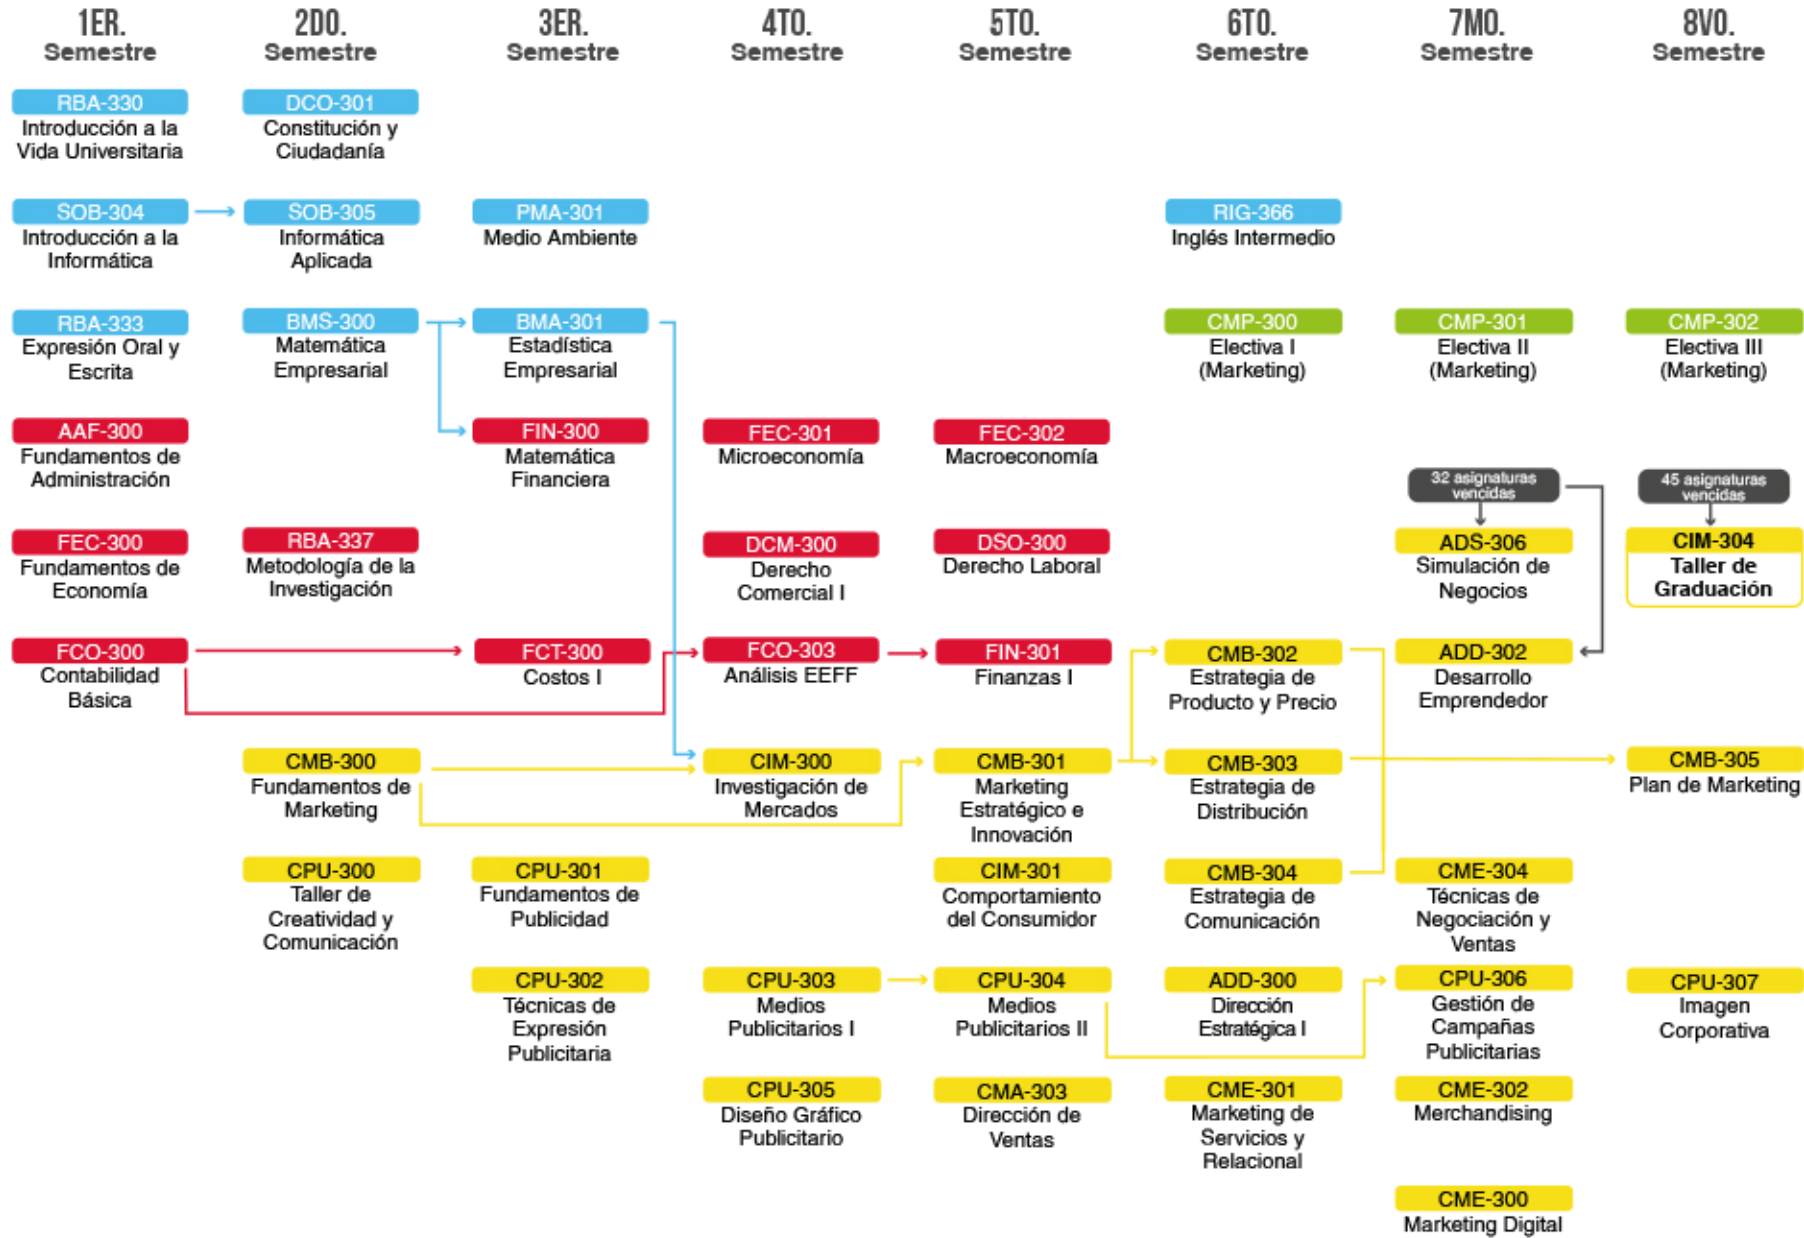 1ER.
Semestre
2DO.
Semestre
3ER.
Semestre
4TO.
Semestre
5TO.
Semestre
6TO.
Semestre
7MO.
Semestre
8VO.
Semestre
RBA-330
Introducción a la
Vida Universitaria
DCO-301
Constitución y
Ciudadanía
SOB-304
Introducción a la
Informática
SOB-305
Informática
Aplicada
PMA-301
Medio Ambiente
RIG-366
Inglés Intermedio
RBA-333
Expresión Oral y
Escrita
BMS-300
Matemática
Empresarial
BMA-301
Estadística
Empresarial
CMP-300
Electiva I
(Marketing)
CMP-301
Electiva II
(Marketing)
CMP-302
Electiva III
(Marketing)
AAF-300
Fundamentos de
Administración
FIN-300
Matemática
Financiera
FEC-301
Microeconomía
FEC-302
Macroeconomía
32 asignaturas
vencidas
45 asignaturas
vencidas
FEC-300
Fundamentos de
Economía
RBA-337
Metodología de la
Investigación
DCM-300
Derecho
Comercial I
DSO-300
Derecho Laboral
ADS-306
Simulación de
Negocios
CIM-304
Taller de
Graduación
FCO-300
Contabilidad
Básica
FCT-300
Costos I
FCO-303
Análisis EEFF
FIN-301
Finanzas I
CMB-302
Estrategia de
Producto y Precio
ADD-302
Desarrollo
Emprendedor
CMB-300
Fundamentos de
Marketing
CIM-300
Investigación de
Mercados
CMB-301
Marketing
Estratégico e
Innovación
CMB-303
Estrategia de
Distribución
CMB-305
Plan de Marketing
CPU-300
Taller de
Creatividad y
Comunicación
CPU-301
Fundamentos de
Publicidad
CIM-301
Comportamiento
del Consumidor
CMB-304
Estrategia de
Comunicación
CME-304
Técnicas de
Negociación y
Ventas
CPU-302
Técnicas de
Expresión
Publicitaria
CPU-303
Medios
Publicitarios I
CPU-304
Medios
Publicitarios II
ADD-300
Dirección
Estratégica I
CPU-306
Gestión de
Campañas
Publicitarias
CPU-307
Imagen
Corporativa
CPU-305
Diseño Gráfico
Publicitario
CMA-303
Dirección de
Ventas
CME-301
Marketing de
Servicios y
Relacional
CME-302
Merchandising
CME-300
Marketing Digital